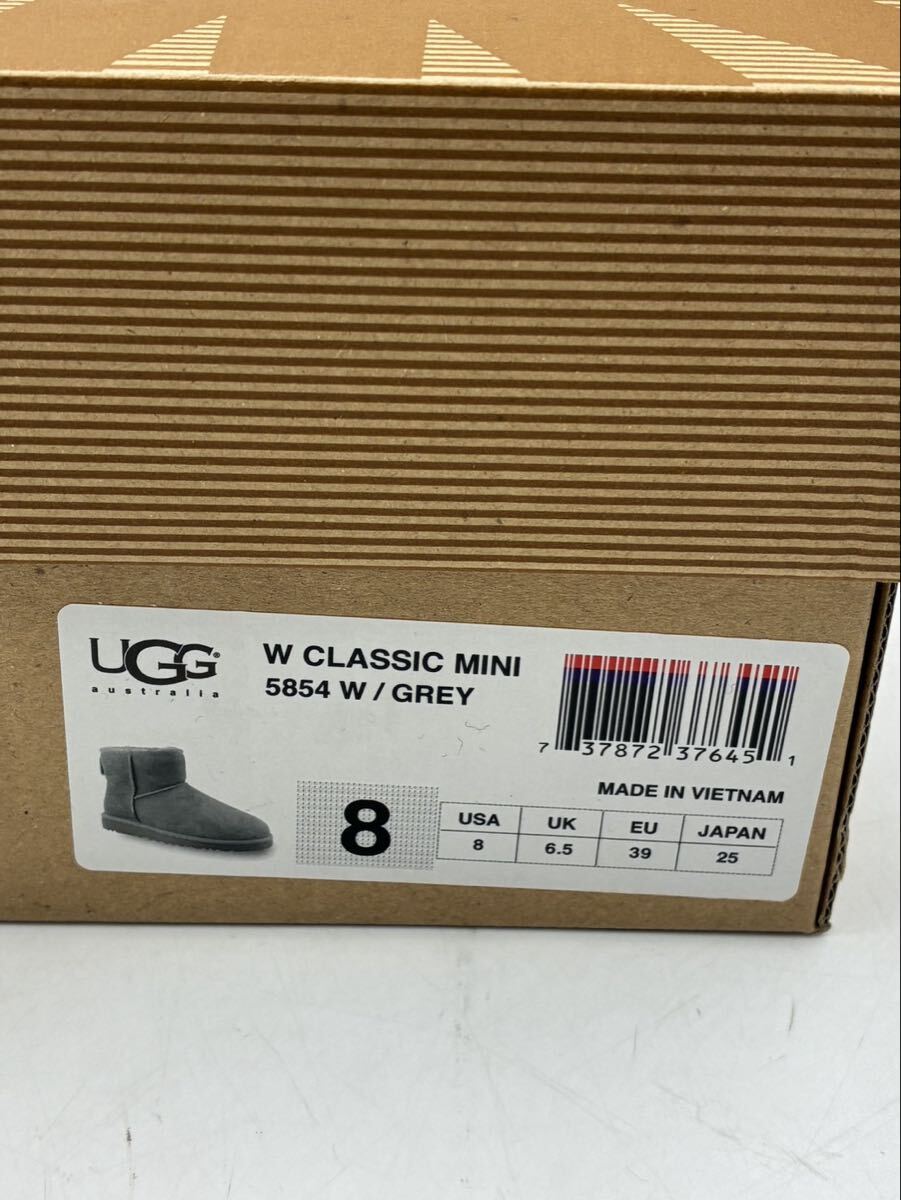 UGG®
australia
W CLASSIC MINI
5854 W / GREY
7 37872 37645 1
MADE IN VIETNAM
8
USA UK EU JAPAN
8 6.5 39 25